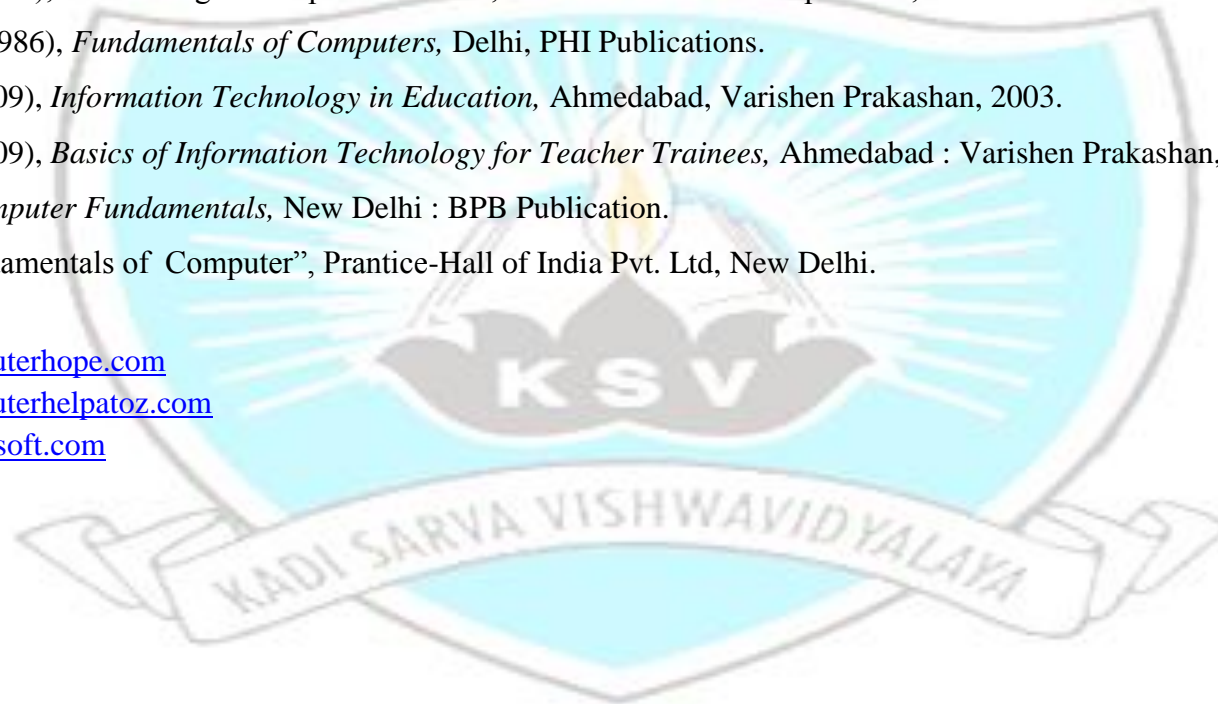 986), Fundamentals of Computers, Delhi, PHI Publications.
09), Information Technology in Education, Ahmedabad, Varishen Prakashan, 2003.
09), Basics of Information Technology for Teacher Trainees, Ahmedabad : Varishen Prakashan,
nputer Fundamentals, New Delhi : BPB Publication.
lamentals of Computer”, Prantice-Hall of India Pvt. Ltd, New Delhi.
uterhope.com
uterhelpatoz.com
soft.com
KSV
KADI SARVA VISHWAVIDYALAYA